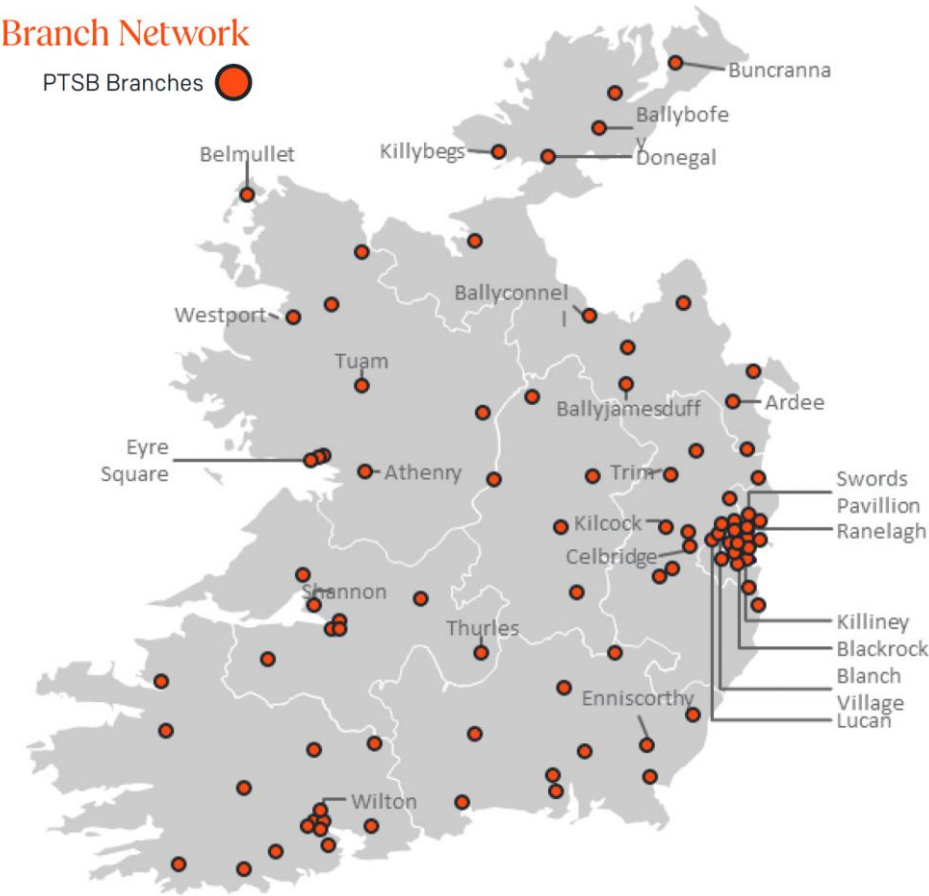 Branch Network
PTSB Branches
Buncranna
Ballybofe
y
Donegal
Killybegs
Belmullet
Ballyconnel
l
Westport
Tuam
Ballyjamesduff
Ardee
Eyre
Square
Athenry
Trim
Swords
Pavillion
Ranelagh
Kilcock
Celbridge
Shannon
Thurles
Killiney
Blackrock
Blanch
Village
Lucan
Enniscorthy
Wilton